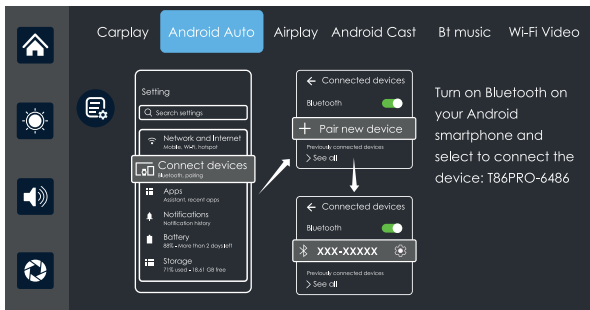 Carplay Android Auto Airplay Android Cast Bt music Wi-Fi Video
Setting
Search settings
Network and Internet
Mobile, Wi-Fi, hotspot
Connect devices
Bluetooth, pairing
Apps
Assistant, recent apps
Notifications
Notification history
Battery
88% - More than 2 days left
Storage
71% used - 18.61 GB free
Connected devices
Bluetooth
Pair new device
Previously connected devices
See all
Connected devices
Bluetooth
XXX-XXXXX
Previously connected devices
See all
Turn on Bluetooth on
your Android
smartphone and
select to connect the
device: T86PRO-6486